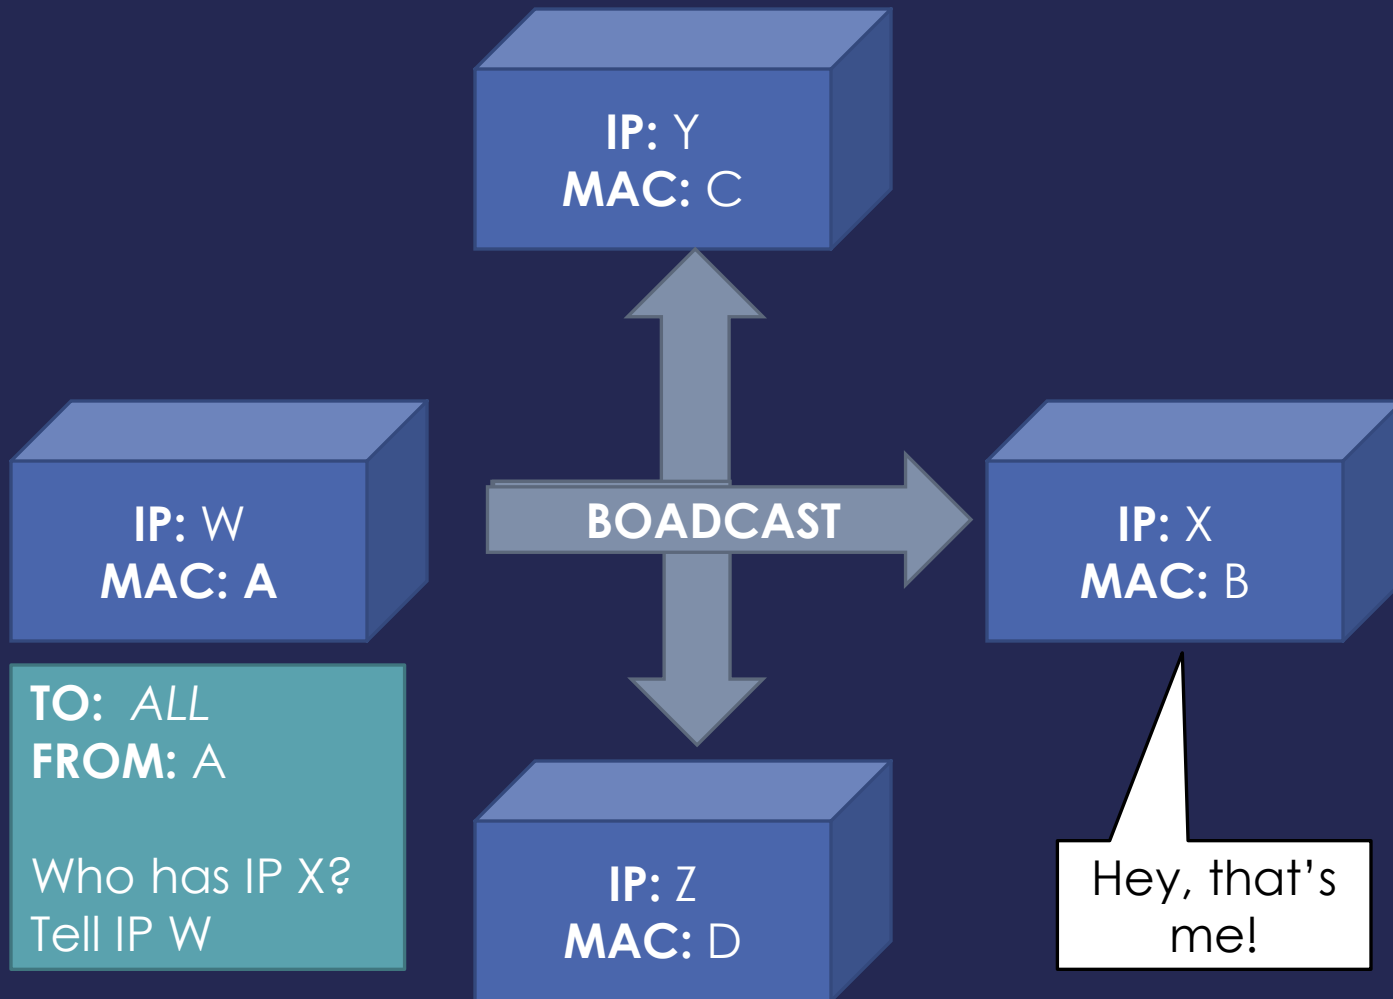 IP: Y
MAC: C
IP: W
MAC: A
BOADCAST
IP: X
MAC: B
TO: ALL
FROM: A
Who has IP X?
Tell IP W
IP: Z
MAC: D
Hey, that's
me!